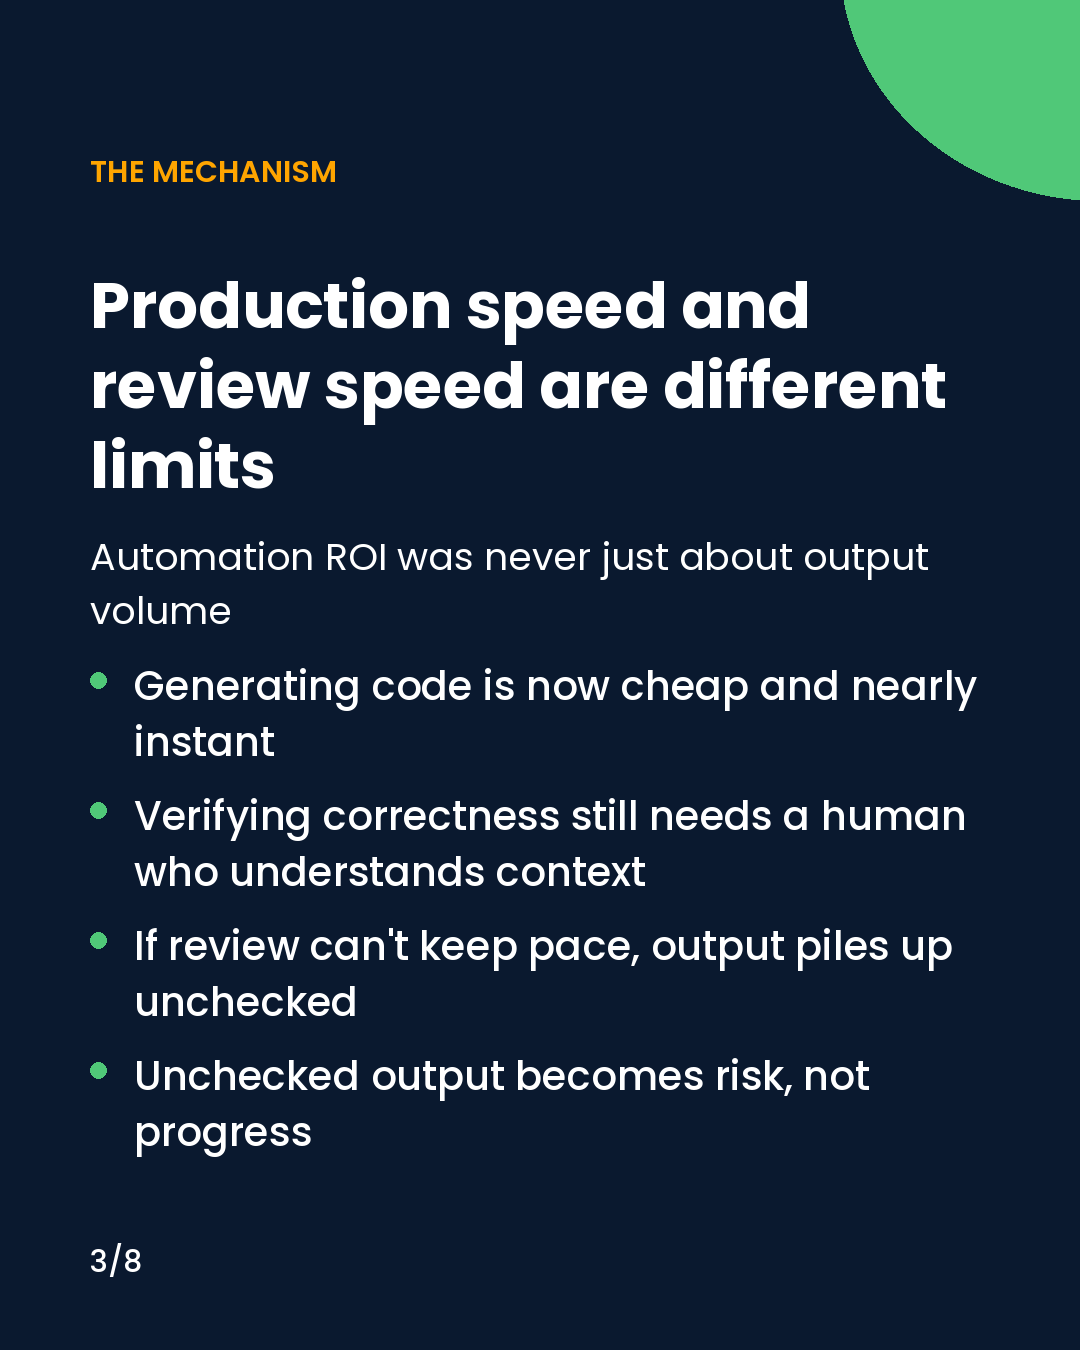 THE MECHANISM
Production speed and
review speed are different
limits
Automation ROI was never just about output
volume
Generating code is now cheap and nearly
instant
Verifying correctness still needs a human
who understands context
If review can't keep pace, output piles up
unchecked
Unchecked output becomes risk, not
progress
3/8